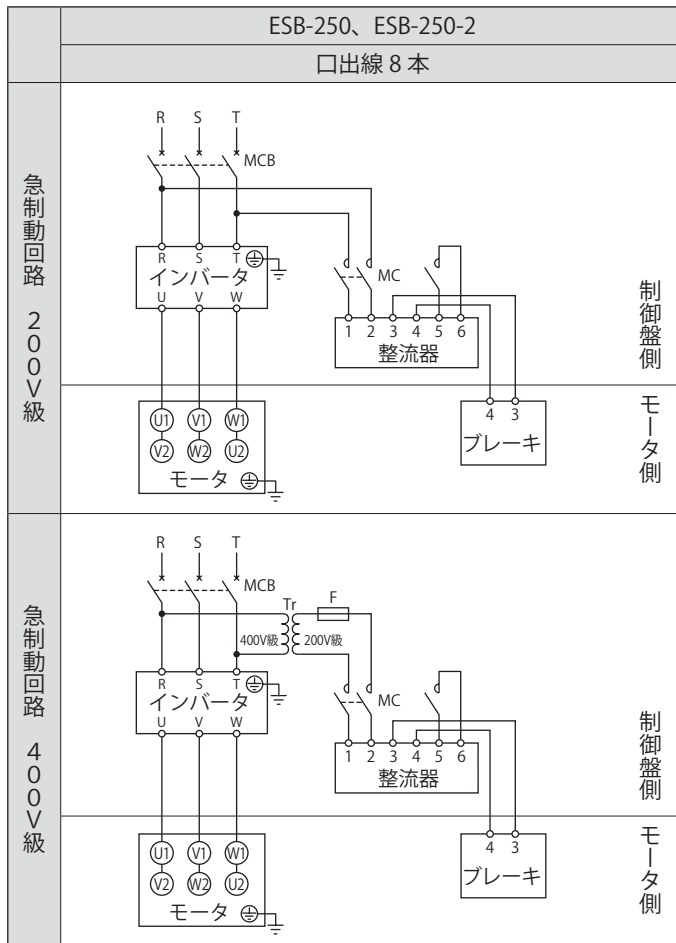 ESB-250、ESB-250-2
口出線 8 本
急制動回路 200V級
R S T
MCB
R S T
インバータ
U V W
MC
1 2 3 4 5 6
整流器
制御盤側
U1 V1 W1
V2 W2 U2
モータ
4 3
ブレーキ
モータ側
急制動回路 400V級
R S T
MCB
Tr F
400V級 200V級
R S T
インバータ
U V W
MC
1 2 3 4 5 6
整流器
制御盤側
U1 V1 W1
V2 W2 U2
モータ
4 3
ブレーキ
モータ側